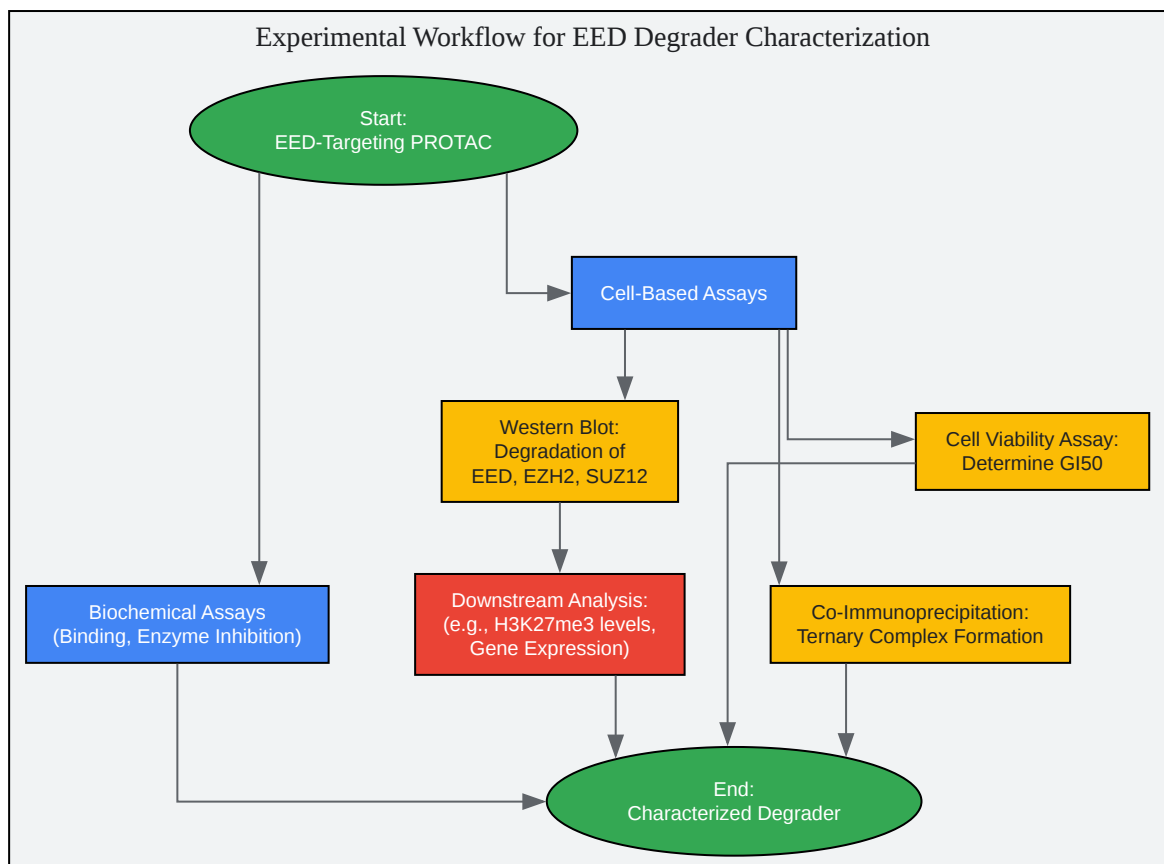 Experimental Workflow for EED Degrader Characterization
Start:
EED-Targeting PROTAC
Cell-Based Assays
Western Blot:
Degradation of
EED, EZH2, SUZ12
Cell Viability Assay:
Determine GI50
Biochemical Assays
(Binding, Enzyme Inhibition)
Downstream Analysis:
(e.g., H3K27me3 levels,
Gene Expression)
Co-Immunoprecipitation:
Ternary Complex Formation
End:
Characterized Degrader